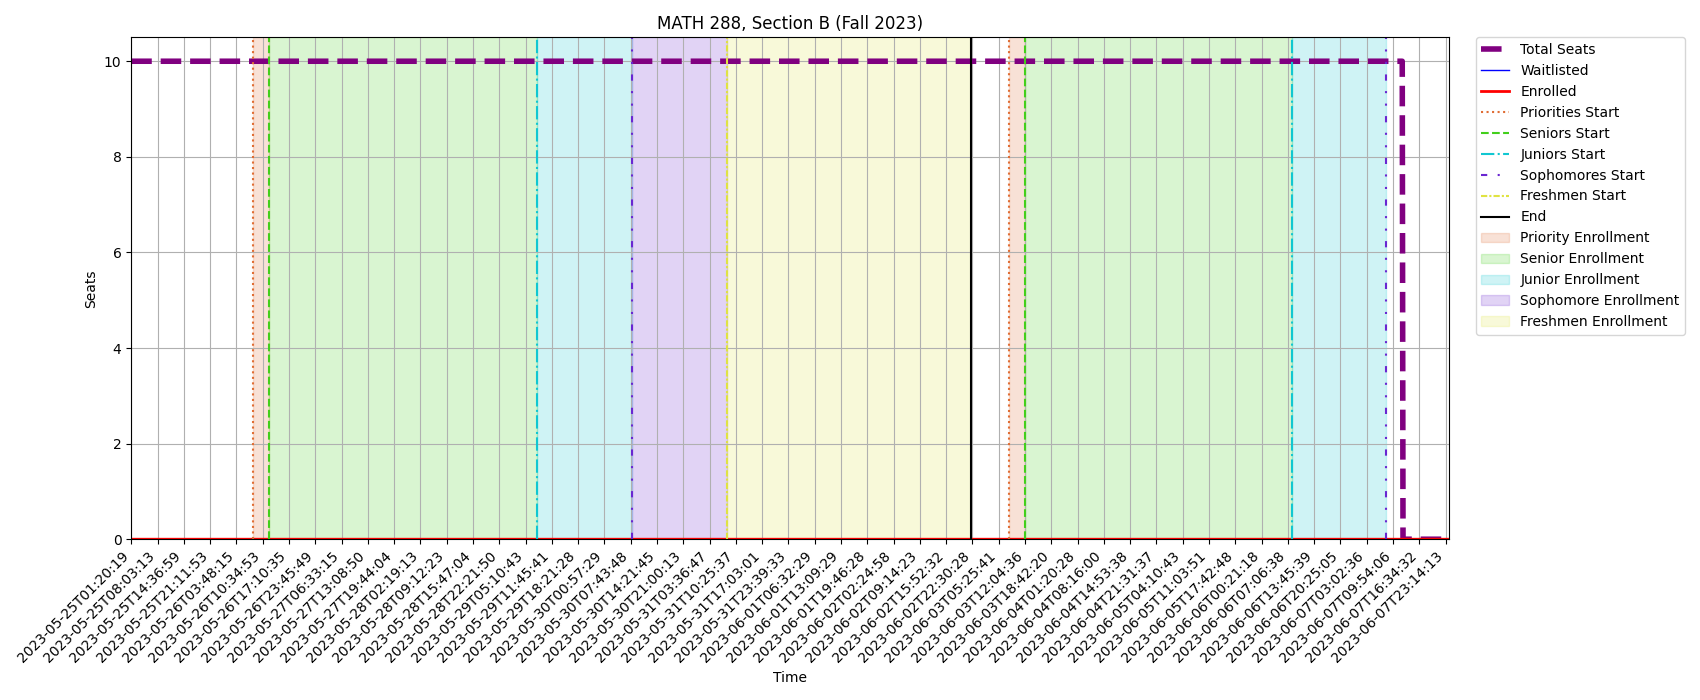 MATH 288, Section B (Fall 2023)
Seats
10
8
6
4
2
0
2023-05-25T01:20:19
2023-05-25T08:03:13
2023-05-25T14:36:59
2023-05-25T21:11:53
2023-05-26T03:48:15
2023-05-26T10:34:53
2023-05-26T17:10:35
2023-05-26T23:45:49
2023-05-27T06:33:15
2023-05-27T13:08:50
2023-05-27T19:44:04
2023-05-28T02:19:13
2023-05-28T09:12:23
2023-05-28T15:47:04
2023-05-28T22:21:50
2023-05-29T05:10:43
2023-05-29T11:45:41
2023-05-29T18:21:28
2023-05-30T00:57:29
2023-05-30T07:43:48
2023-05-30T14:21:45
2023-05-30T21:00:13
2023-05-31T03:36:47
2023-05-31T10:25:37
2023-05-31T17:03:01
2023-05-31T23:39:33
2023-06-01T06:32:29
2023-06-01T13:09:29
2023-06-01T19:46:28
2023-06-02T02:24:58
2023-06-02T09:14:23
2023-06-02T15:52:32
2023-06-02T22:30:28
2023-06-03T05:25:41
2023-06-03T12:04:36
2023-06-03T18:42:20
2023-06-04T01:20:28
2023-06-04T08:16:00
2023-06-04T14:53:38
2023-06-04T21:31:37
2023-06-05T04:10:43
2023-06-05T11:03:51
2023-06-05T17:42:48
2023-06-06T00:21:18
2023-06-06T07:06:38
2023-06-06T13:45:39
2023-06-06T20:25:05
2023-06-07T03:02:36
2023-06-07T09:54:06
2023-06-07T16:34:32
2023-06-07T23:14:13
Time
Total Seats
Waitlisted
Enrolled
Priorities Start
Seniors Start
Juniors Start
Sophomores Start
Freshmen Start
End
Priority Enrollment
Senior Enrollment
Junior Enrollment
Sophomore Enrollment
Freshmen Enrollment